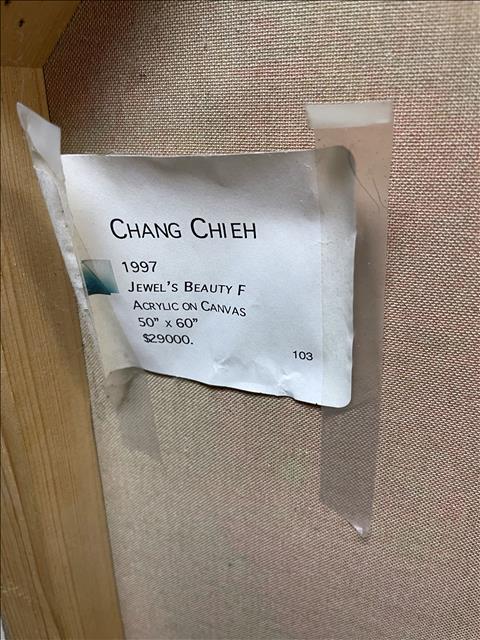 CHANG CHIEH
1997
JEWEL'S BEAUTY F
ACRYLIC ON CANVAS
50" x 60"
$29000.
103